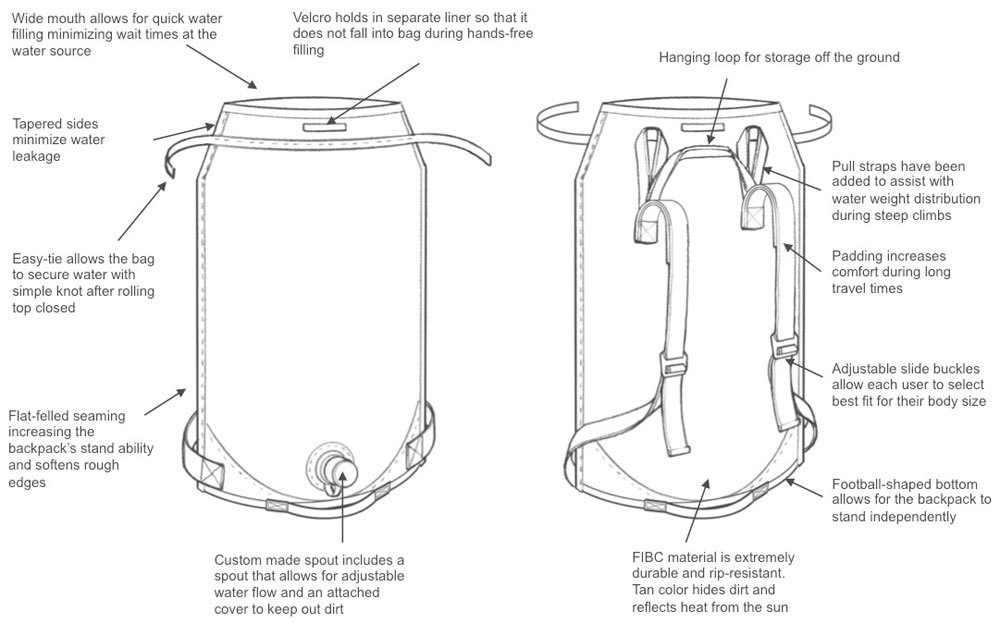 Wide mouth allows for quick water
filling minimizing wait times at the
water source
Velcro holds in separate liner so that it
does not fall into bag during hands-free
filling
Hanging loop for storage off the ground
Tapered sides
minimize water
leakage
Pull straps have been
added to assist with
water weight distribution
during steep climbs
Easy-tie allows the bag
to secure water with
simple knot after rolling
top closed
Padding increases
comfort during long
travel times
Adjustable slide buckles
allow each user to select
best fit for their body size
Flat-felled seaming
increasing the
backpack's stand ability
and softens rough
edges
Football-shaped bottom
allows for the backpack to
stand independently
Custom made spout includes a
spout that allows for adjustable
water flow and an attached
cover to keep out dirt
FIBC material is extremely
durable and rip-resistant.
Tan color hides dirt and
reflects heat from the sun